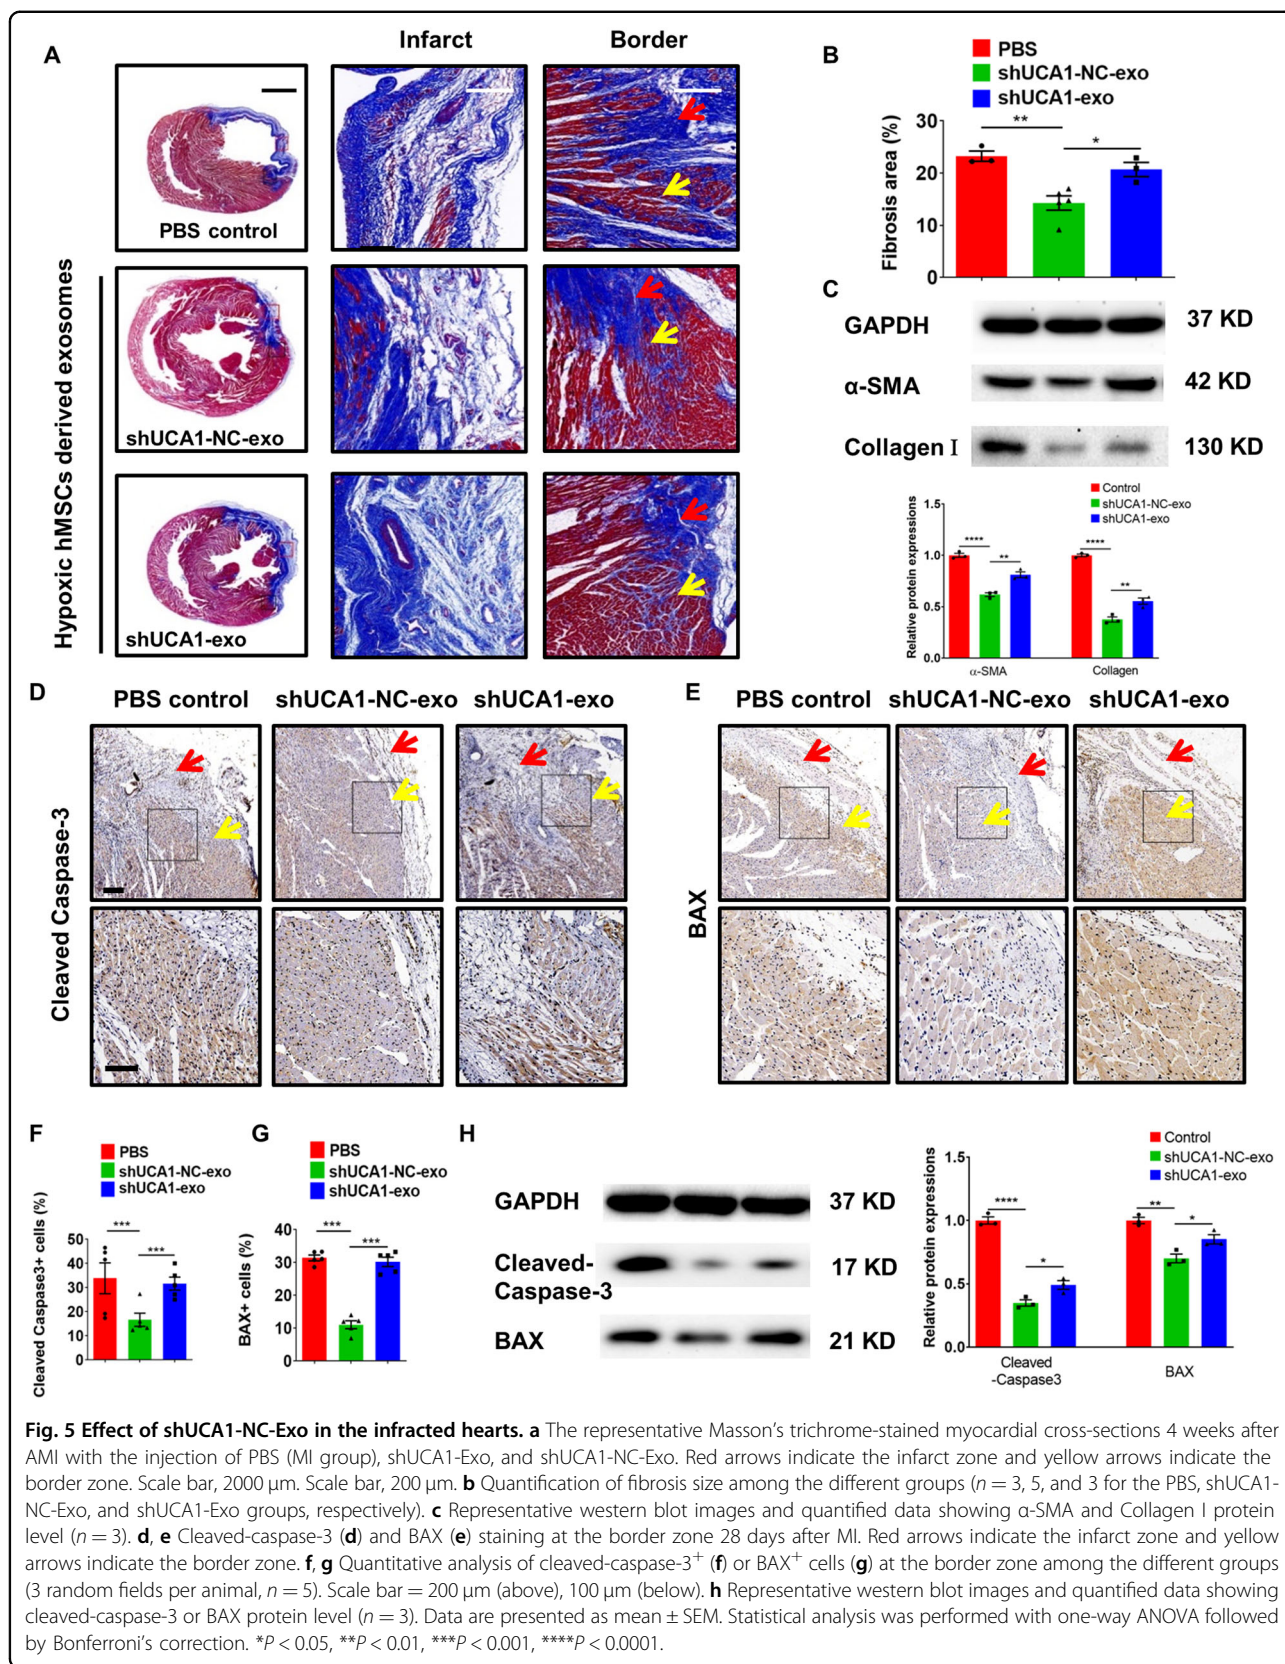 A
Infarct
Border
PBS control
shUCA1-NC-exo
shUCA1-exo
Hypoxic hMSCs derived exosomes
B
PBS
shUCA1-NC-exo
shUCA1-exo
Fibrosis area (%)
30
20
10
0
**
*
C
GAPDH
37 KD
α-SMA
42 KD
Collagen I
130 KD
Control
shUCA1-NC-exo
shUCA1-exo
Relative protein expressions
1.5
1.0
0.5
0.0
****
**
****
**
α-SMA
Collagen
D
PBS control
shUCA1-NC-exo
shUCA1-exo
Cleaved Caspase-3
E
PBS control
shUCA1-NC-exo
shUCA1-exo
BAX
F
PBS
shUCA1-NC-exo
shUCA1-exo
Cleaved Caspase3+ cells (%)
50
40
30
20
10
0
***
***
G
PBS
shUCA1-NC-exo
shUCA1-exo
BAX+ cells (%)
40
30
20
10
0
***
***
H
GAPDH
37 KD
Cleaved-
Caspase-3
17 KD
BAX
21 KD
Control
shUCA1-NC-exo
shUCA1-exo
Relative protein expressions
1.5
1.0
0.5
0.0
****
*
**
*
Cleaved
-Caspase3
BAX
Fig. 5 Effect of shUCA1-NC-Exo in the infracted hearts. a The representative Masson's trichrome-stained myocardial cross-sections 4 weeks after
AMI with the injection of PBS (MI group), shUCA1-Exo, and shUCA1-NC-Exo. Red arrows indicate the infarct zone and yellow arrows indicate the
border zone. Scale bar, 2000 μm. Scale bar, 200 μm. b Quantification of fibrosis size among the different groups (n = 3, 5, and 3 for the PBS, shUCA1-
NC-Exo, and shUCA1-Exo groups, respectively). c Representative western blot images and quantified data showing α-SMA and Collagen I protein
level (n = 3). d, e Cleaved-caspase-3 (d) and BAX (e) staining at the border zone 28 days after MI. Red arrows indicate the infarct zone and yellow
arrows indicate the border zone. f, g Quantitative analysis of cleaved-caspase-3⁺ (f) or BAX⁺ cells (g) at the border zone among the different groups
(3 random fields per animal, n = 5). Scale bar = 200 μm (above), 100 μm (below). h Representative western blot images and quantified data showing
cleaved-caspase-3 or BAX protein level (n = 3). Data are presented as mean ± SEM. Statistical analysis was performed with one-way ANOVA followed
by Bonferroni's correction. *P < 0.05, **P < 0.01, ***P < 0.001, ****P < 0.0001.